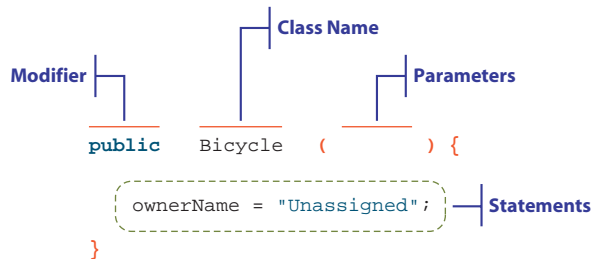 Class Name
Modifier
Parameters
public Bicycle ( ) {
ownerName = "Unassigned";
Statements
}